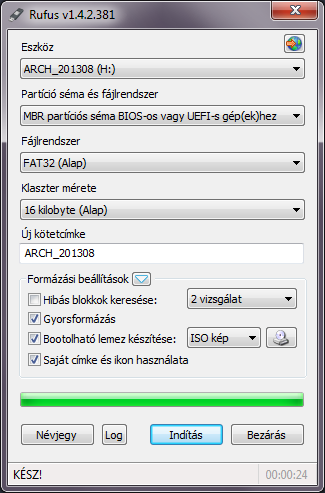 Rufus v1.4.2.381
Eszköz
ARCH_201308 (H:)
Partíció séma és fájlrendszer
MBR partíciós séma BIOS-os vagy UEFI-s gép(ek)hez
Fájlrendszer
FAT32 (Alap)
Klaszter mérete
16 kilobyte (Alap)
Új kötetcímke
ARCH_201308
Formázási beállítások
Hibás blokkok keresése: 2 vizsgálat
Gyorsformázás
Bootolható lemez készítése: ISO kép
Saját címke és ikon használata
Névjegy Log Indítás Bezárás
KÉSZ! 00:00:24